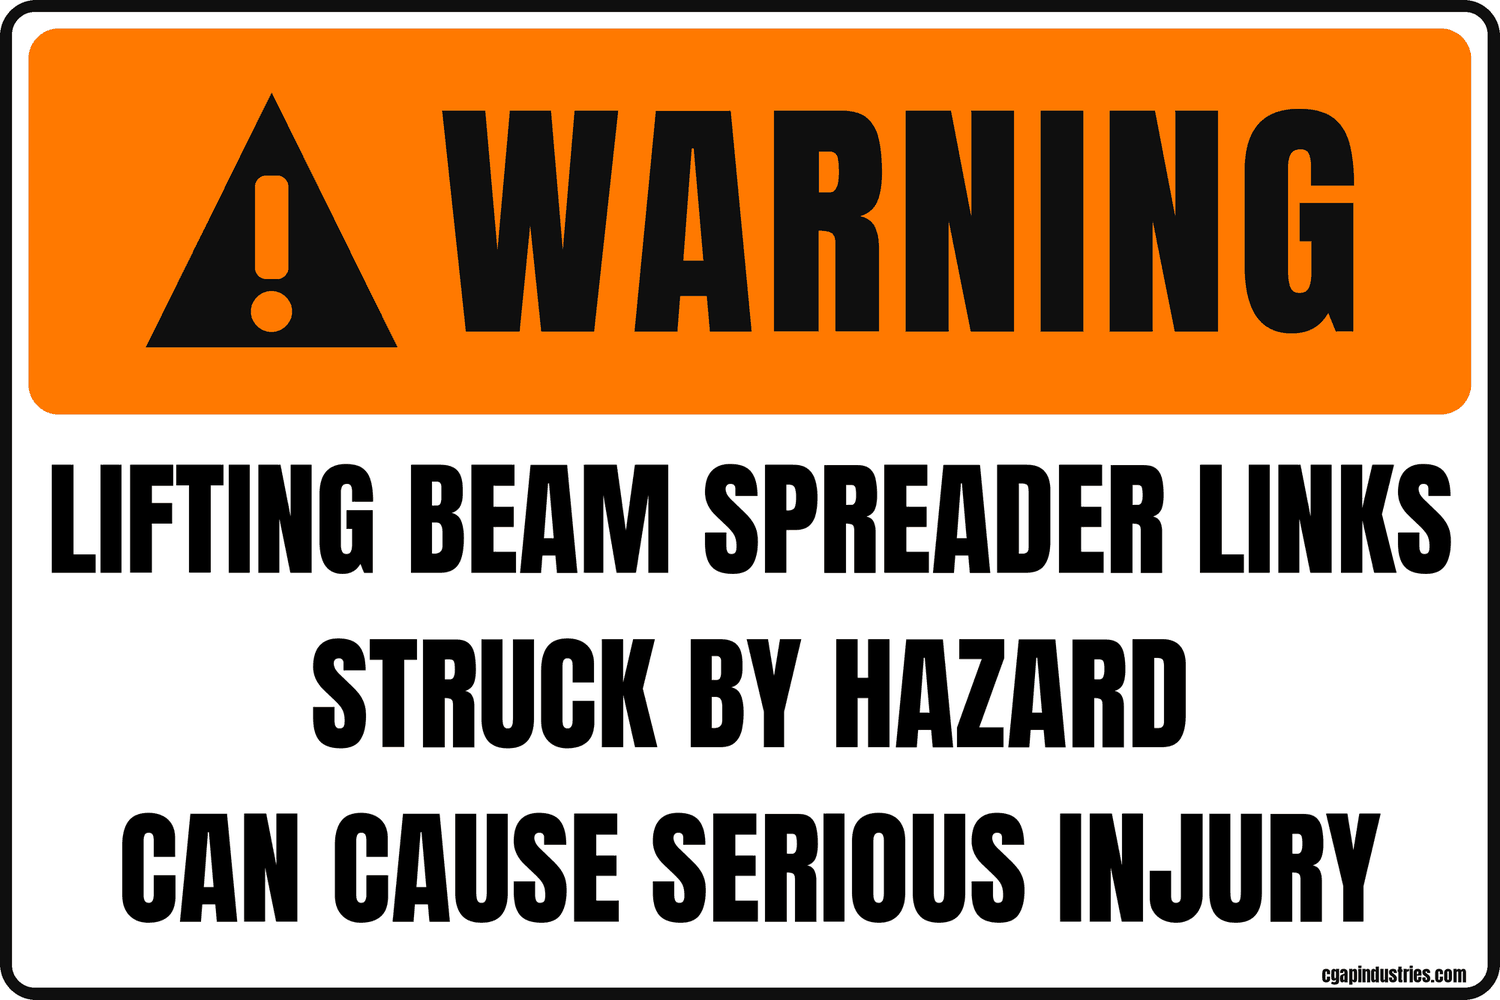 WARNING
LIFTING BEAM SPREADER LINKS
STRUCK BY HAZARD
CAN CAUSE SERIOUS INJURY
cgapindustries.com